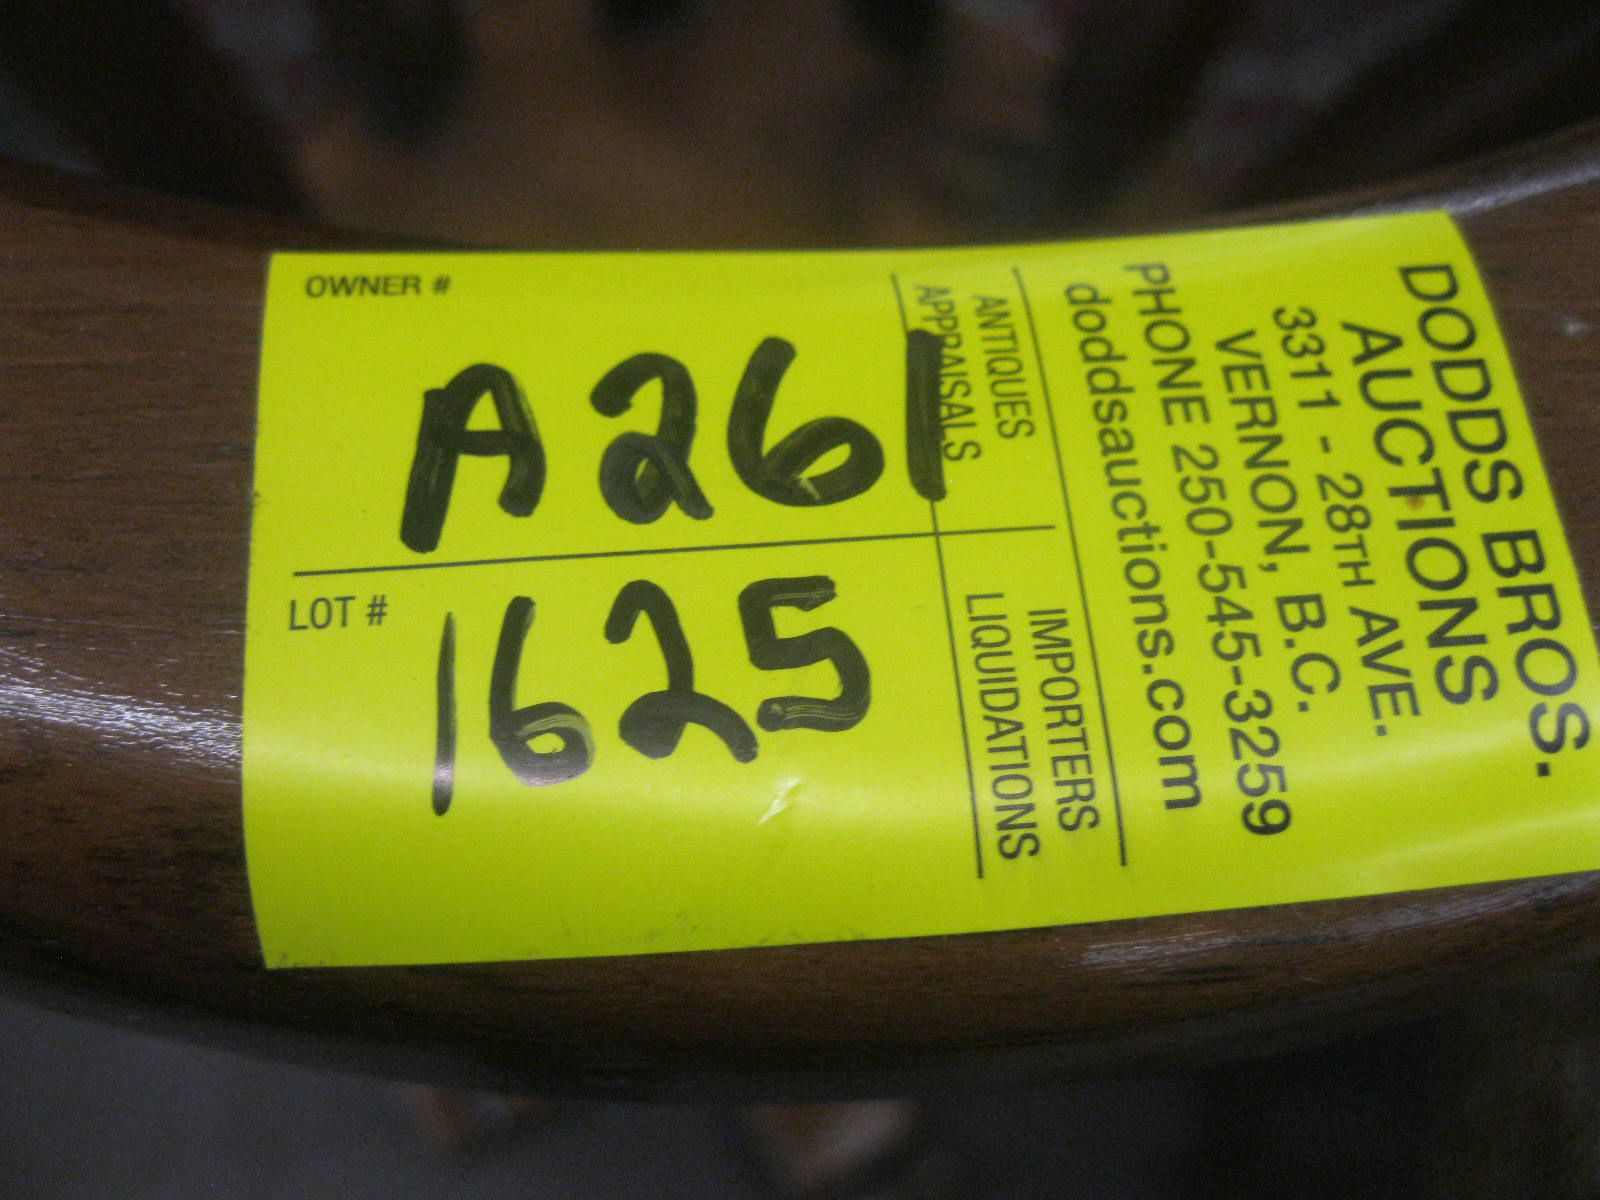 OWNER #
A261
LOT #
1625
DODDS BROS.
AUCTIONS
3311 - 28TH AVE.
VERNON, B.C.
PHONE 250-545-3259
doddsauctions.com
ANTIQUES
APPRAISALS
IMPORTERS
LIQUIDATIONS